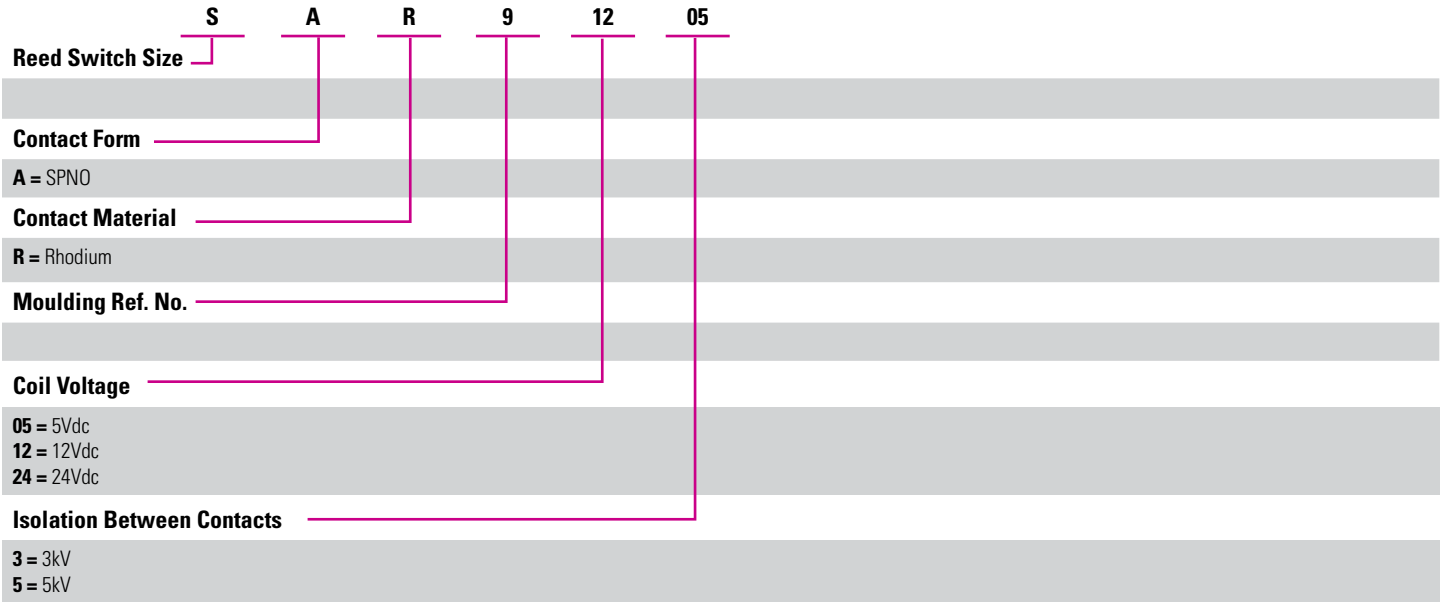 S A R 9 12 05
Reed Switch Size
Contact Form
A = SPNO
Contact Material
R = Rhodium
Moulding Ref. No.
Coil Voltage
05 = 5Vdc
12 = 12Vdc
24 = 24Vdc
Isolation Between Contacts
3 = 3kV
5 = 5kV